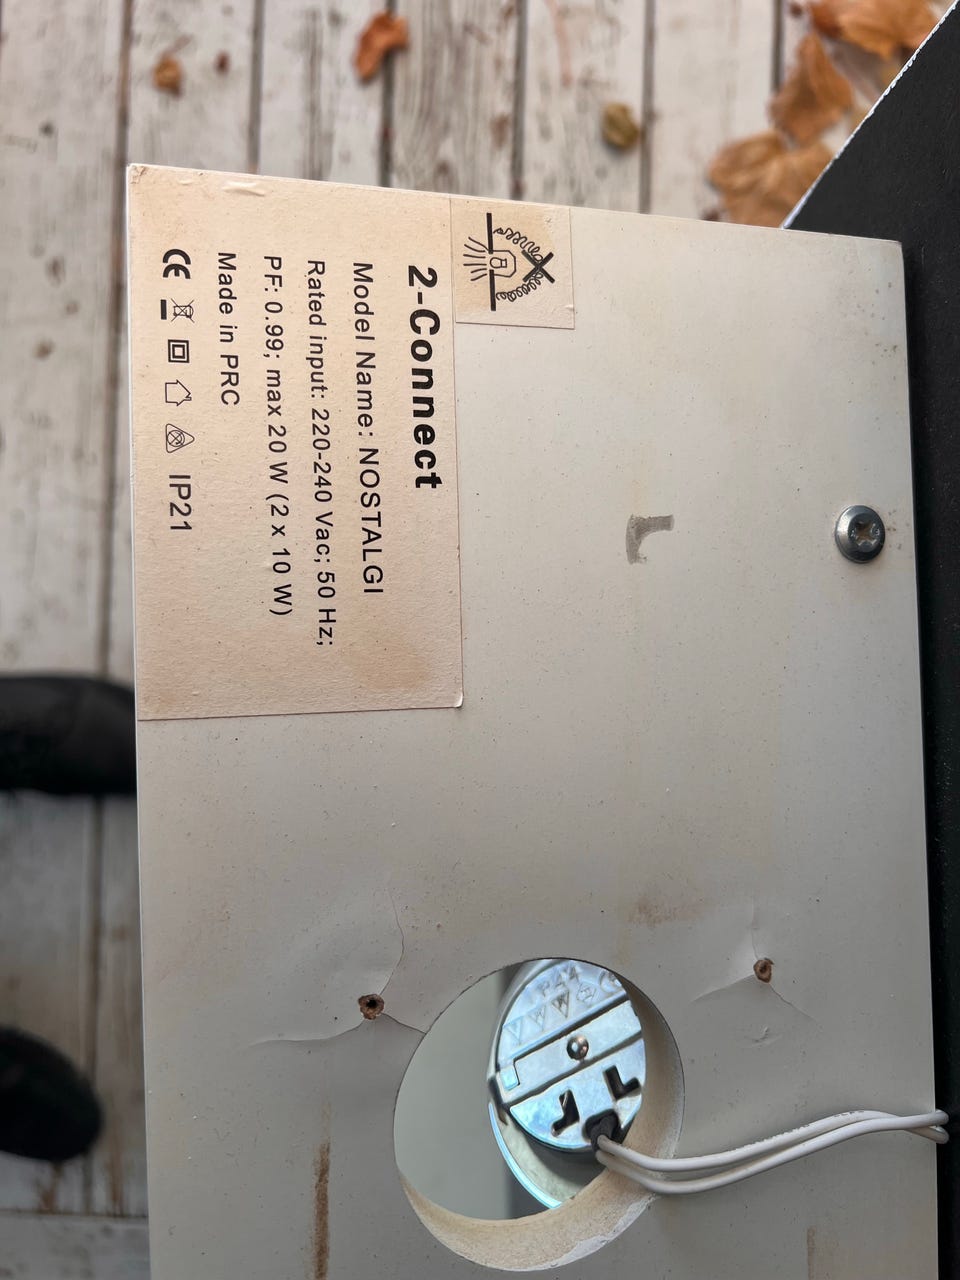 2-Connect
Model Name: NOSTALGI
Rated input: 220-240 Vac; 50 Hz;
PF: 0.99; max 20 W (2 x 10 W)
Made in PRC
CE IP21